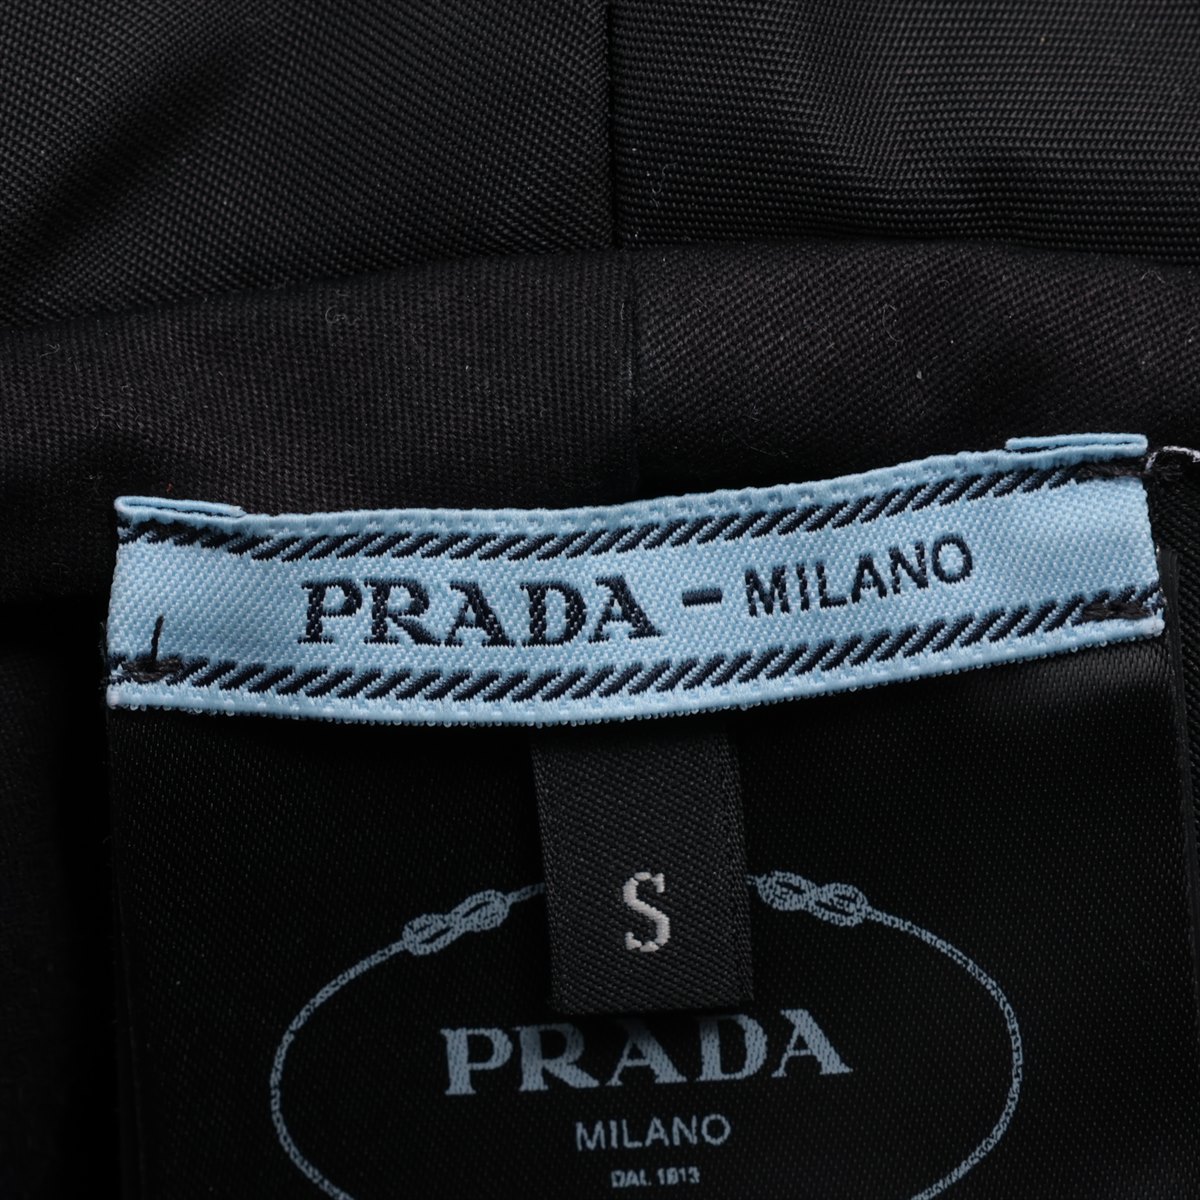 PRADA - MILANO
S
PRADA
MILANO
DAL 1913